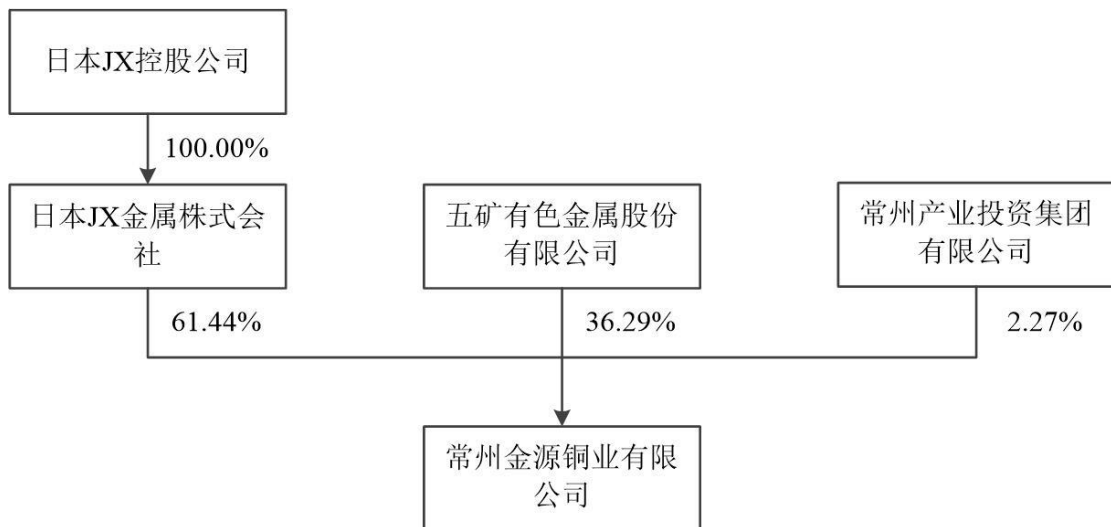 日本JX控股公司
100.00%
日本JX金属株式会
社
五矿有色金属股份
有限公司
常州产业投资集团
有限公司
61.44%
36.29%
2.27%
常州金源铜业有限
公司